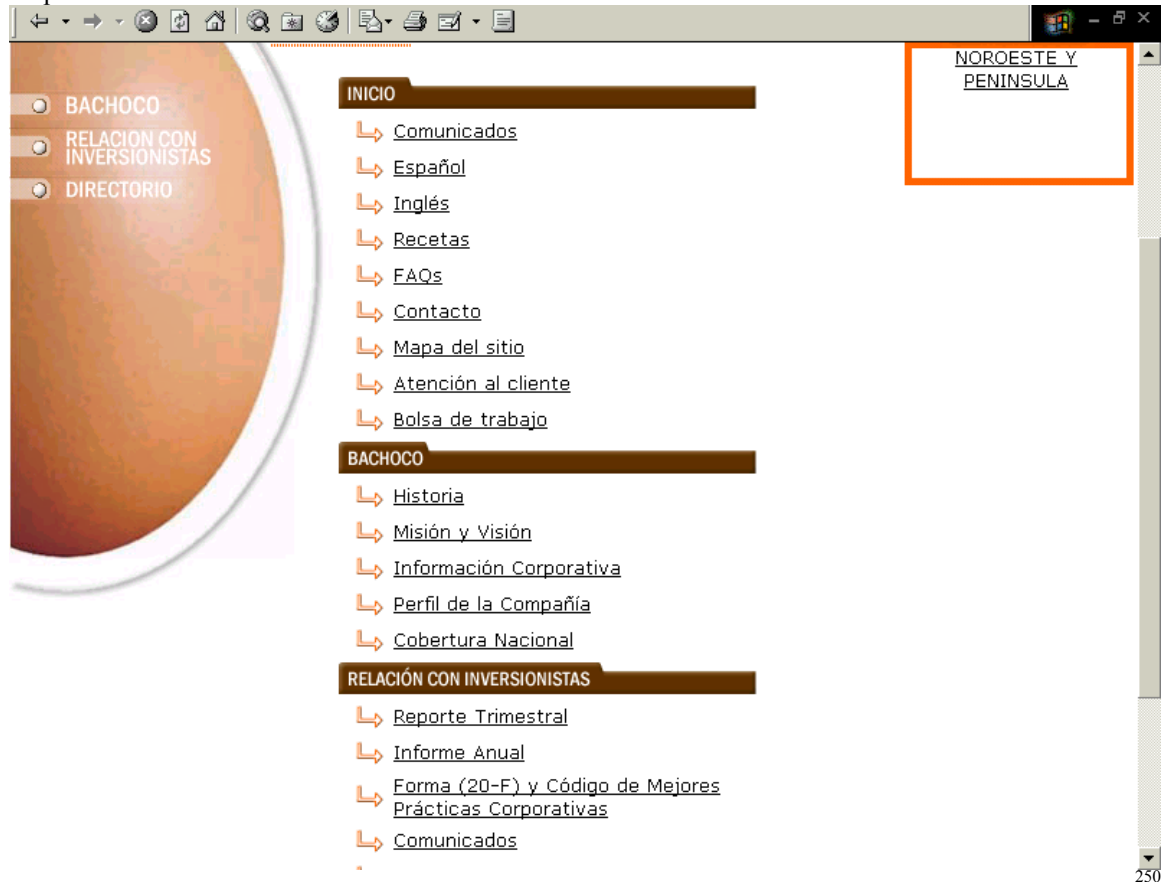 BACHOCO
RELACION CON
INVERSIONISTAS
DIRECTORIO
INICIO
Comunicados
Español
Inglés
Recetas
FAQs
Contacto
Mapa del sitio
Atención al cliente
Bolsa de trabajo
BACHOCO
Historia
Misión y Visión
Información Corporativa
Perfil de la Compañía
Cobertura Nacional
RELACIÓN CON INVERSIONISTAS
Reporte Trimestral
Informe Anual
Forma (20-F) y Código de Mejores
Prácticas Corporativas
Comunicados
NOROESTE Y
PENINSULA
250